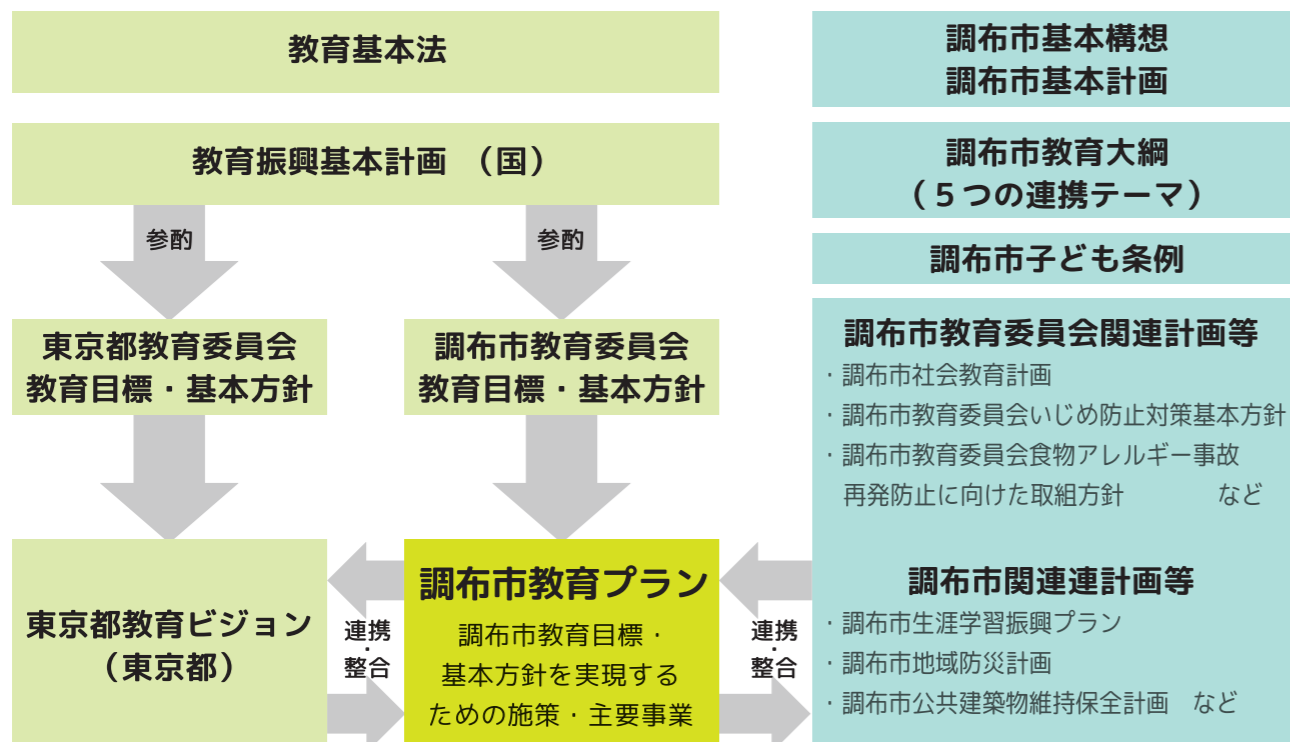 教育基本法
教育振興基本計画 (国)
参酌
参酌
東京都教育委員会
教育目標・基本方針
調布市教育委員会
教育目標・基本方針
東京都教育ビジョン
(東京都)
連携
・
整合
調布市教育プラン
調布市教育目標・
基本方針を実現する
ための施策・主要事業
連携
・
整合
調布市基本構想
調布市基本計画
調布市教育大綱
(5つの連携テーマ)
調布市子ども条例
調布市教育委員会関連計画等
・調布市社会教育計画
・調布市教育委員会いじめ防止対策基本方針
・調布市教育委員会食物アレルギー事故
再発防止に向けた取組方針 など
調布市関連連計画等
・調布市生涯学習振興プラン
・調布市地域防災計画
・調布市公共建築物維持保全計画 など